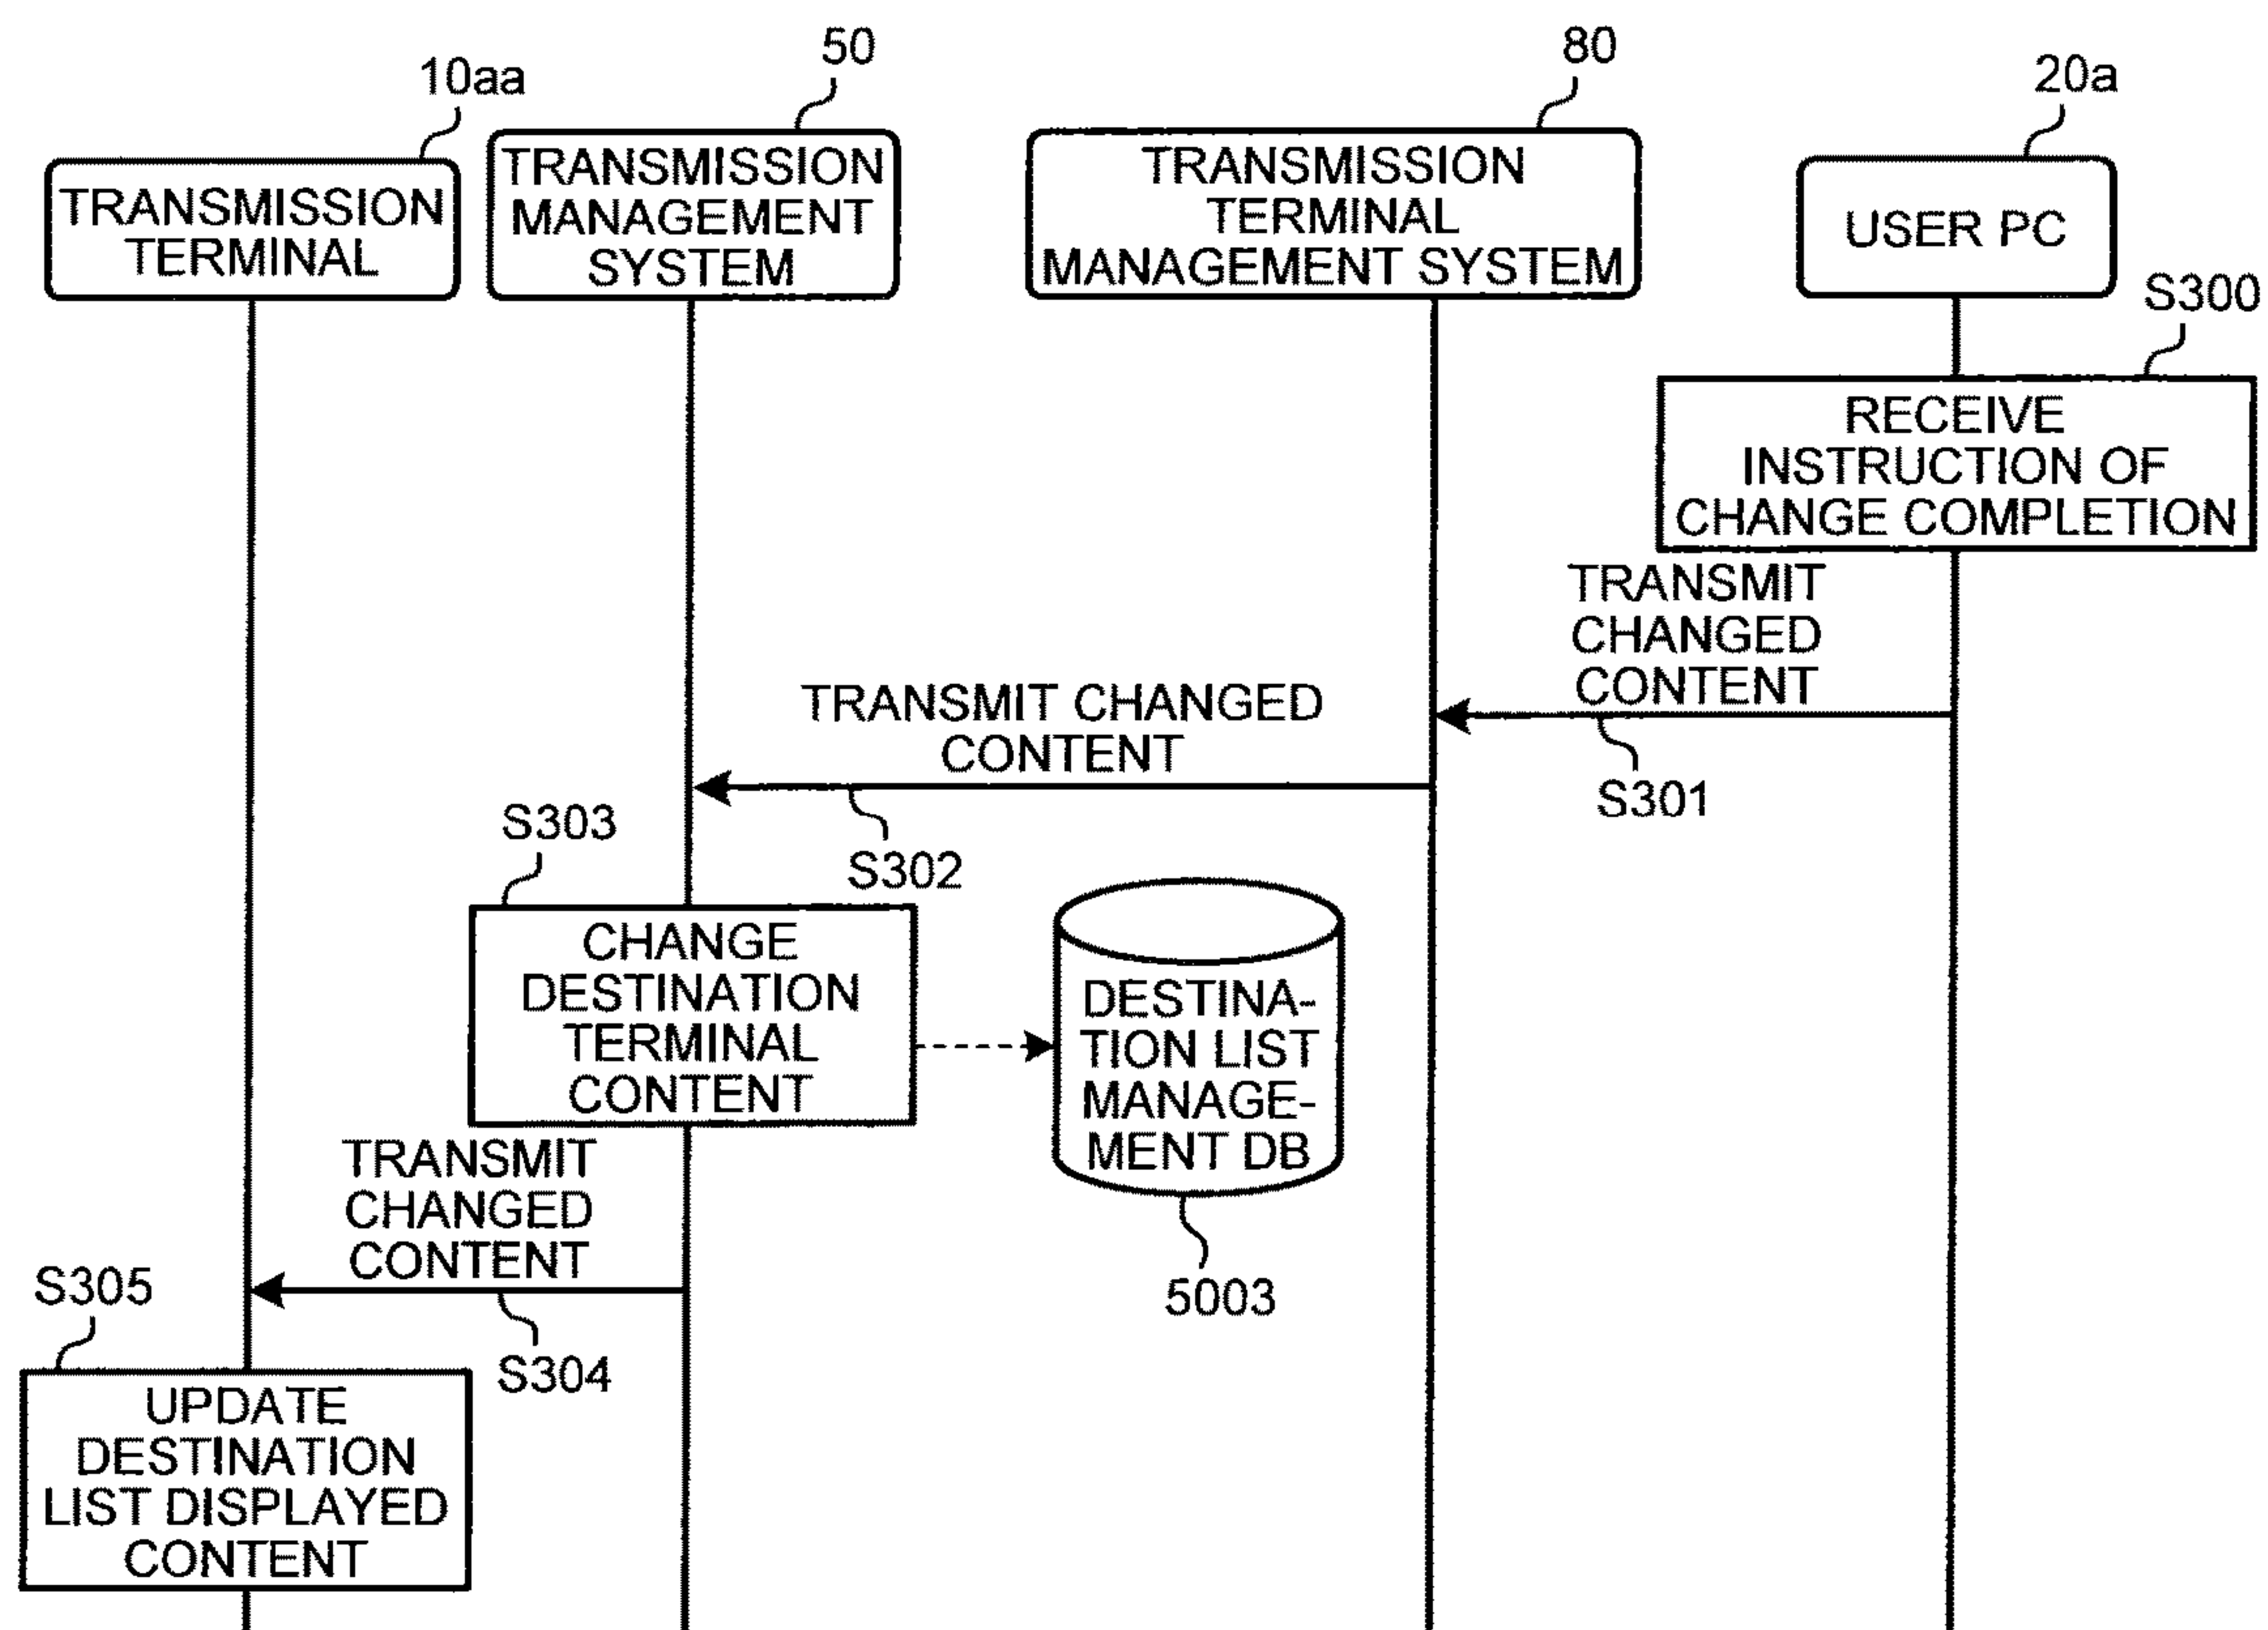 10aa
50
80
20a
TRANSMISSION
TERMINAL
TRANSMISSION
MANAGEMENT
SYSTEM
TRANSMISSION
TERMINAL
MANAGEMENT SYSTEM
USER PC
S300
RECEIVE
INSTRUCTION OF
CHANGE COMPLETION
TRANSMIT
CHANGED
CONTENT
S301
TRANSMIT CHANGED
CONTENT
S302
S303
CHANGE
DESTINATION
TERMINAL
CONTENT
DESTINA-
TION LIST
MANAGE-
MENT DB
5003
TRANSMIT
CHANGED
CONTENT
S304
S305
UPDATE
DESTINATION
LIST DISPLAYED
CONTENT